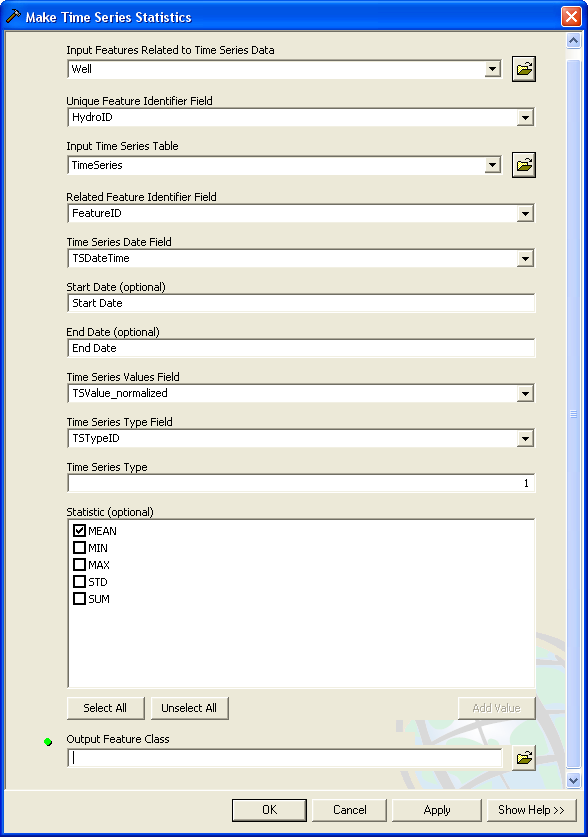 Make Time Series Statistics
Input Features Related to Time Series Data
Well
Unique Feature Identifier Field
HydroID
Input Time Series Table
TimeSeries
Related Feature Identifier Field
FeatureID
Time Series Date Field
TSDateTime
Start Date (optional)
Start Date
End Date (optional)
End Date
Time Series Values Field
TSValue_normalized
Time Series Type Field
TSTypeID
Time Series Type
1
Statistic (optional)
MEAN
MIN
MAX
STD
SUM
Select All Unselect All Add Value
Output Feature Class
OK Cancel Apply Show Help >>